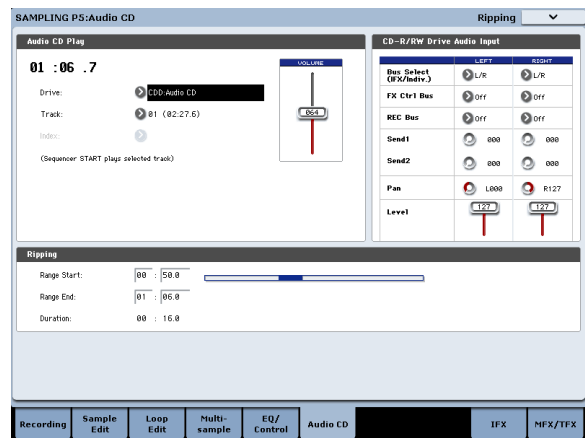 SAMPLING P5:Audio CD
Ripping
Audio CD Play
01 :06 .7
Drive: CDD:Audio CD
Track: 01 (02:27.6)
Index:
(Sequencer START plays selected track)
VOLUME
064
CD-R/RW Drive Audio Input
LEFT RIGHT
Bus Select (IFX/Indiv.) L/R L/R
FX Ctrl Bus Off Off
REC Bus Off Off
Send1 000 000
Send2 000 000
Pan L000 R127
Level 127 127
Ripping
Range Start: 00 : 50.0
Range End: 01 : 06.0
Duration: 00 : 16.0
Recording
Sample Edit
Loop Edit
Multi-sample
EQ/ Control
Audio CD
IFX
MFX/TFX